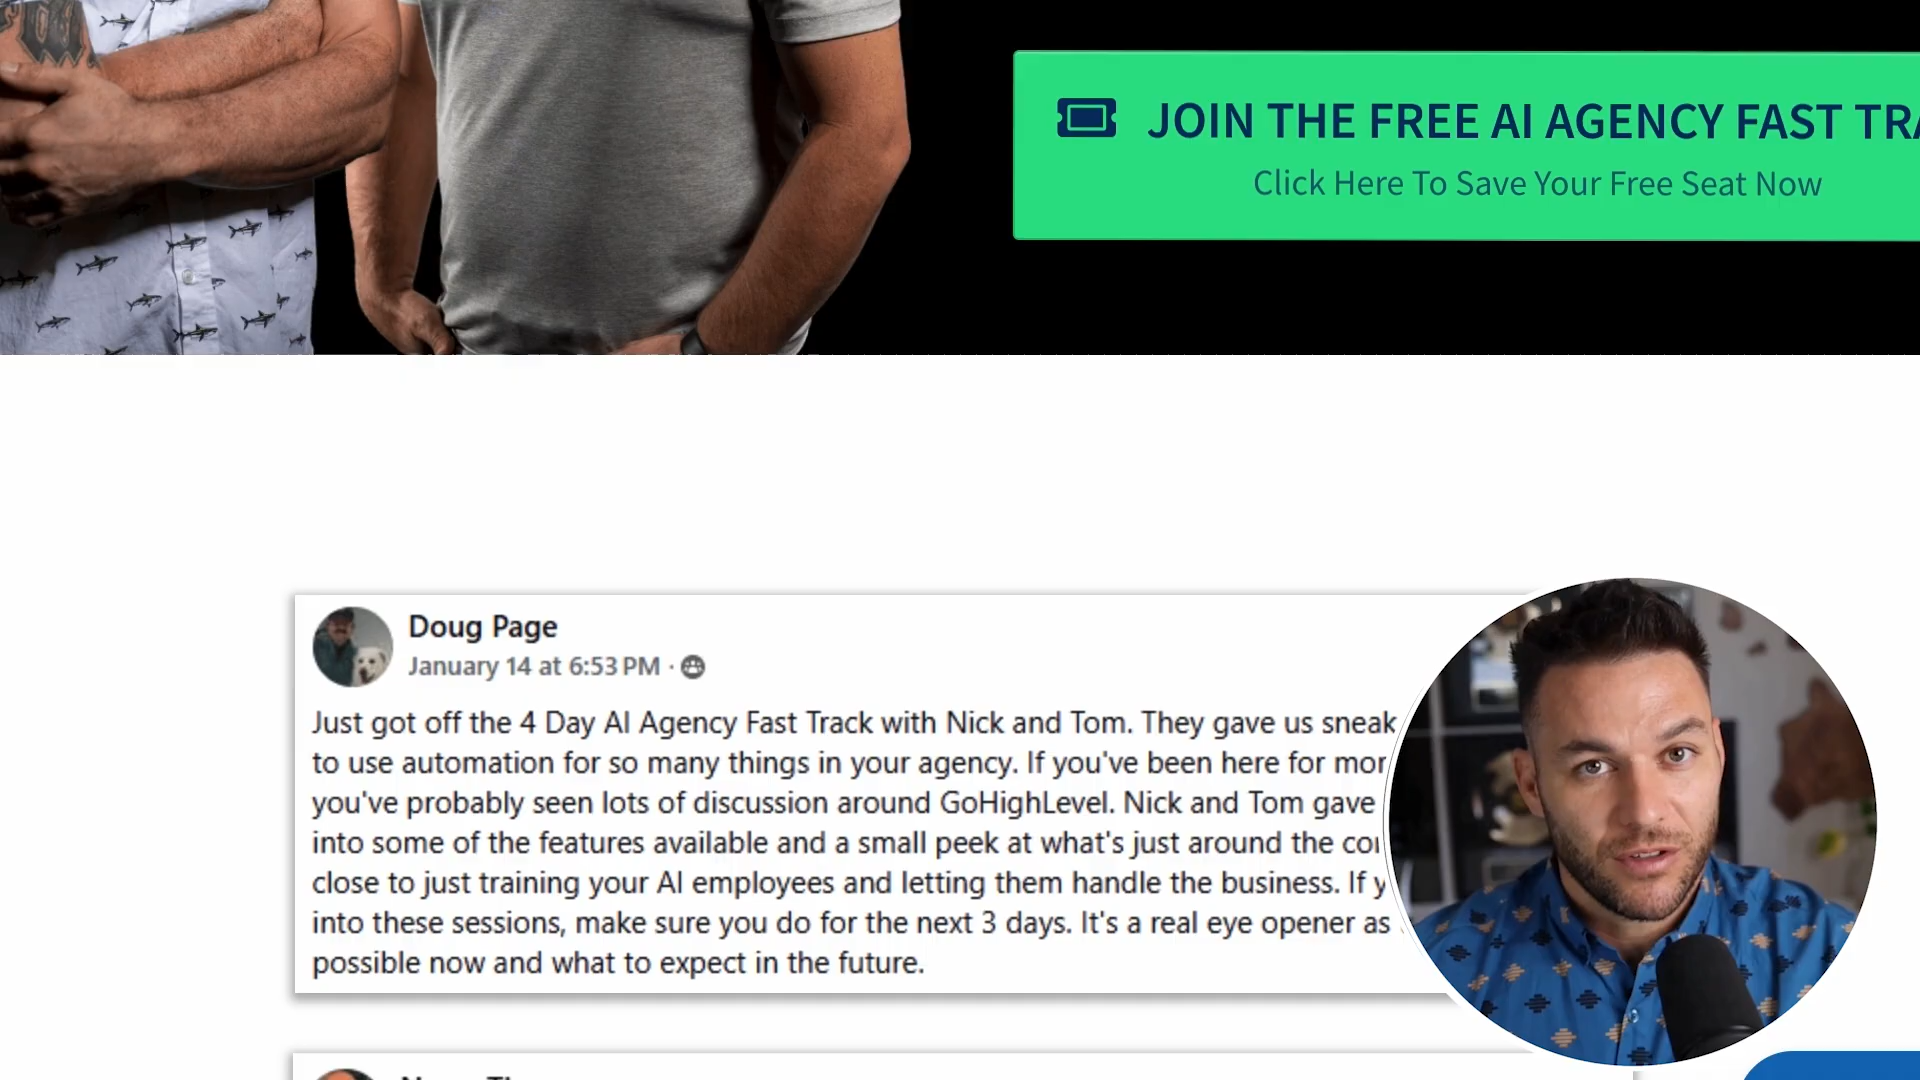 JOIN THE FREE AI AGENCY FAST
Click Here To Save Your Free Seat Now
Doug Page
January 14 at 6:53 PM ·
Just got off the 4 Day AI Agency Fast Track with Nick and Tom. They gave us sneak
to use automation for so many things in your agency. If you've been here for
you've probably seen lots of discussion around GoHighLevel. Nick and Tom gave
into some of the features available and a small peek at what's just around the
close to just training your AI employees and letting them handle the business. If
into these sessions, make sure you do for the next 3 days. It's a real eye opener as
possible now and what to expect in the future.